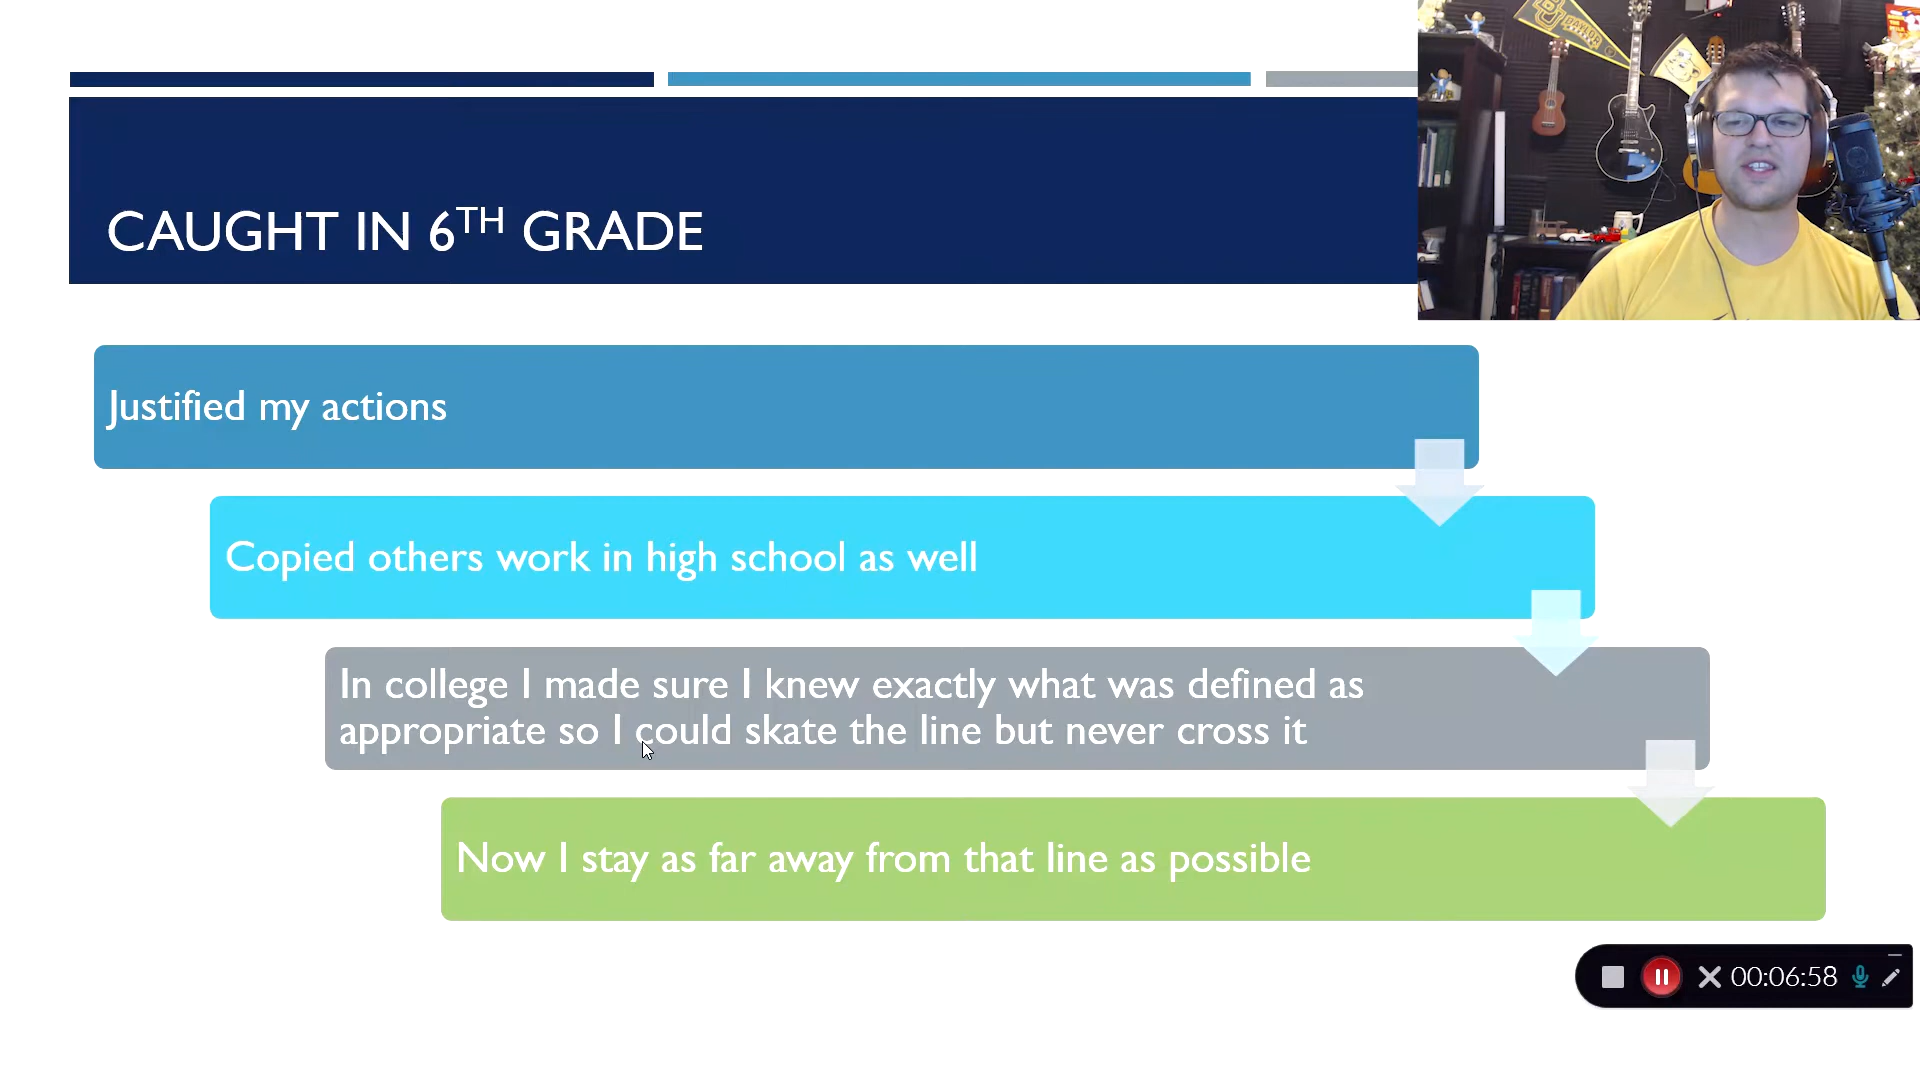 CAUGHT IN 6TH GRADE
Justified my actions
Copied others work in high school as well
In college I made sure I knew exactly what was defined as
appropriate so I could skate the line but never cross it
Now I stay as far away from that line as possible
00:06:58
BU
BAYLOR